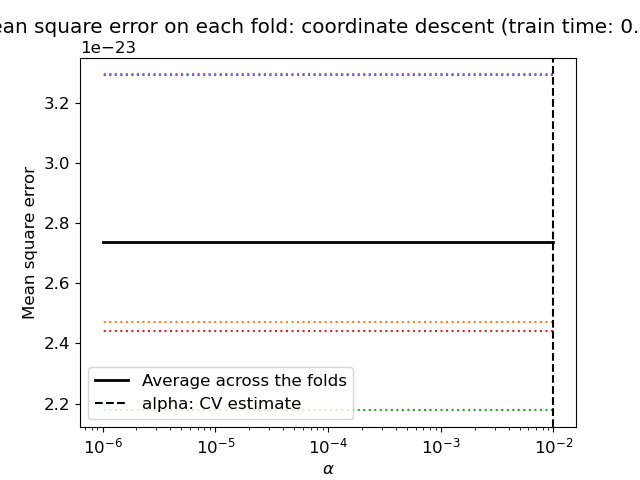 ean square error on each fold: coordinate descent (train time: 0.
1e−23
3.2
3.0
2.8
2.6
2.4
2.2
Mean square error
Average across the folds
alpha: CV estimate
10⁻⁶ 10⁻⁵ 10⁻⁴ 10⁻³ 10⁻²
α